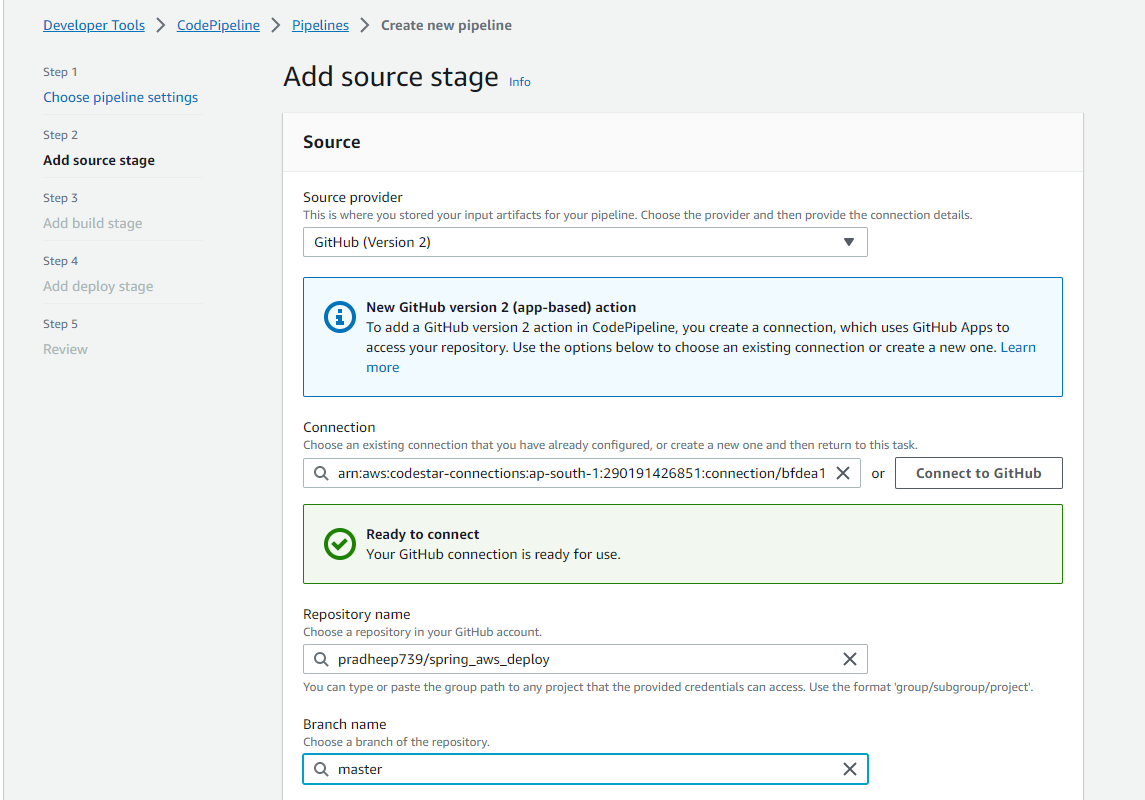 Developer Tools > CodePipeline > Pipelines > Create new pipeline
Step 1
Choose pipeline settings
Step 2
Add source stage
Step 3
Add build stage
Step 4
Add deploy stage
Step 5
Review
Add source stage Info
Source
Source provider
This is where you stored your input artifacts for your pipeline. Choose the provider and then provide the connection details.
GitHub (Version 2)
New GitHub version 2 (app-based) action
To add a GitHub version 2 action in CodePipeline, you create a connection, which uses GitHub Apps to
access your repository. Use the options below to choose an existing connection or create a new one. Learn
more
Connection
Choose an existing connection that you have already configured, or create a new one and then return to this task.
arn:aws:codestar-connections:ap-south-1:290191426851:connection/bfdea1 or Connect to GitHub
Ready to connect
Your GitHub connection is ready for use.
Repository name
Choose a repository in your GitHub account.
pradheep739/spring_aws_deploy
You can type or paste the group path to any project that the provided credentials can access. Use the format 'group/subgroup/project'.
Branch name
Choose a branch of the repository.
master